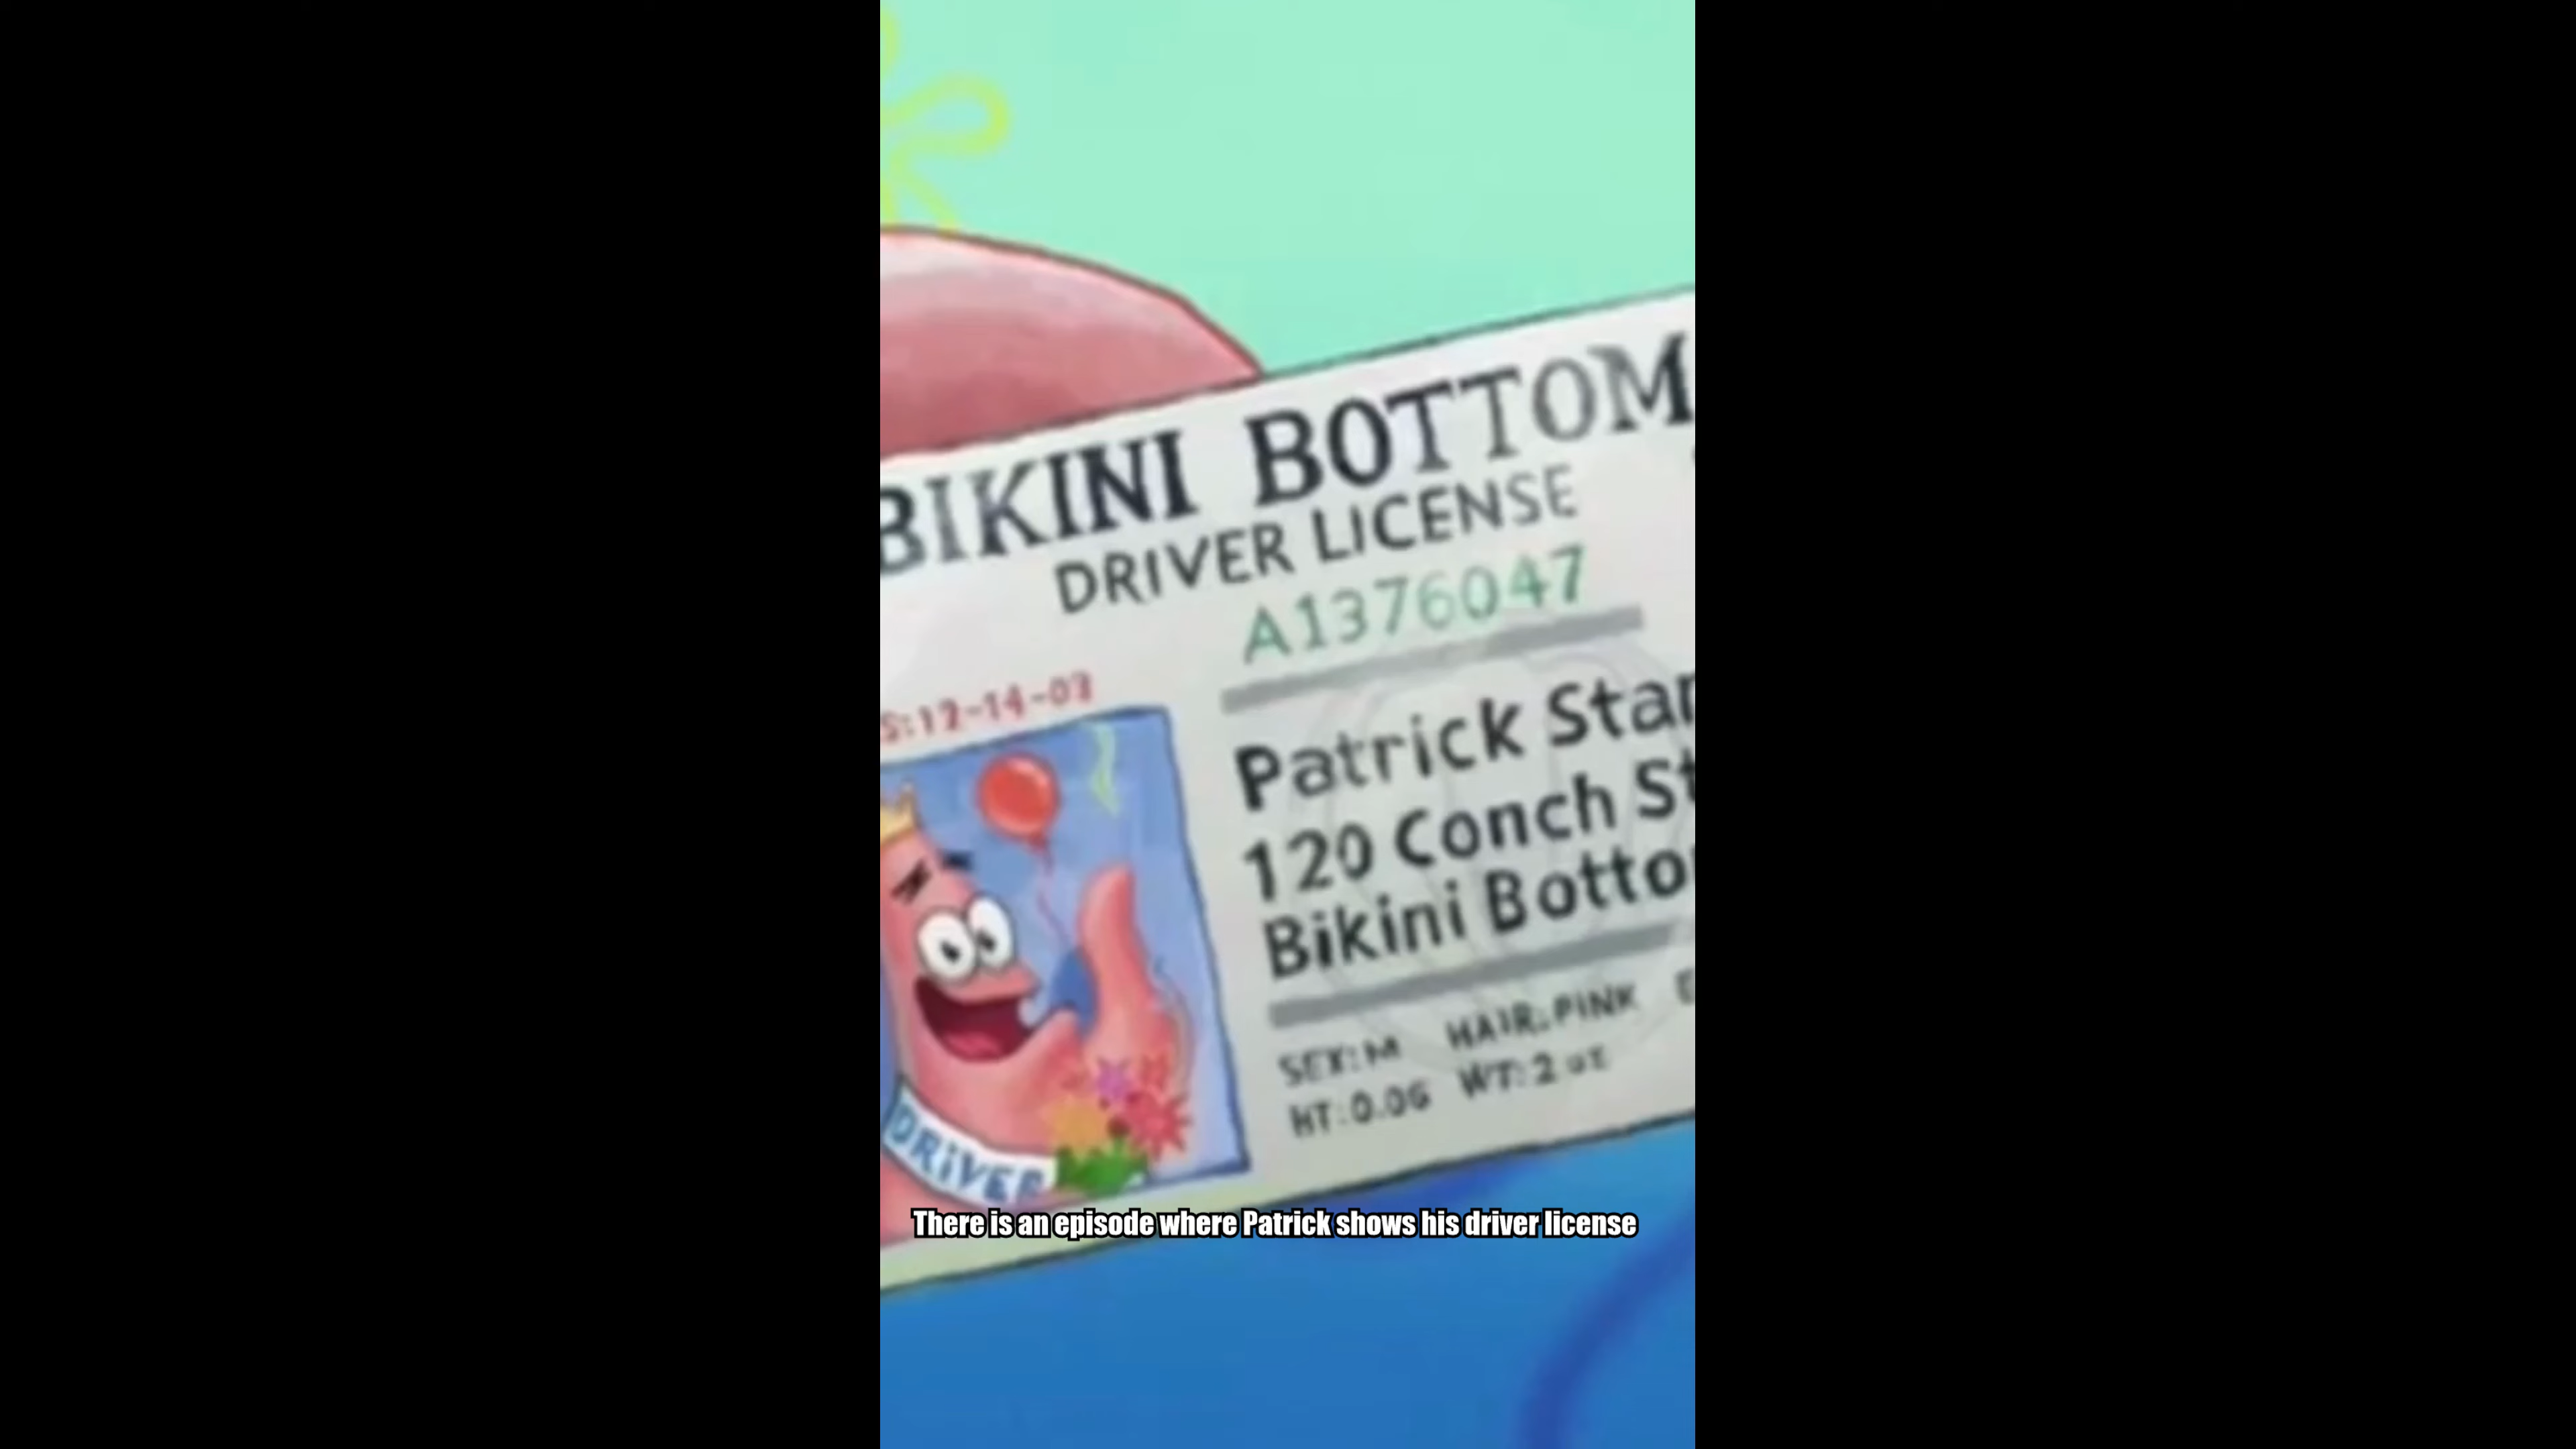 BIKINI BOTTOM
DRIVER LICENSE
A1376047
S:12-14-03
Patrick Star
120 Conch St
Bikini Botto
SEX:M HAIR:PINK E
HT:0.06 WT:2 oz
DRIVER
There is an episode where Patrick shows his driver license